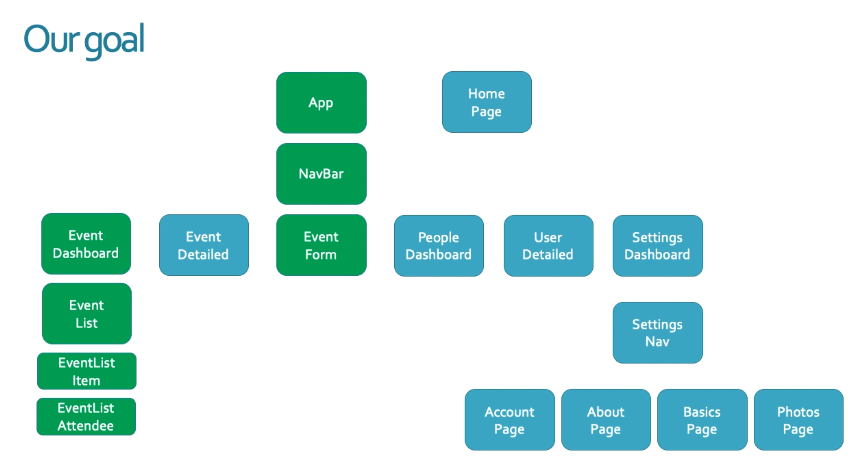 Our goal
App
Home
Page
NavBar
Event
Dashboard
Event
Detailed
Event
Form
People
Dashboard
User
Detailed
Settings
Dashboard
Event
List
Settings
Nav
EventList
Item
EventList
Attendee
Account
Page
About
Page
Basics
Page
Photos
Page